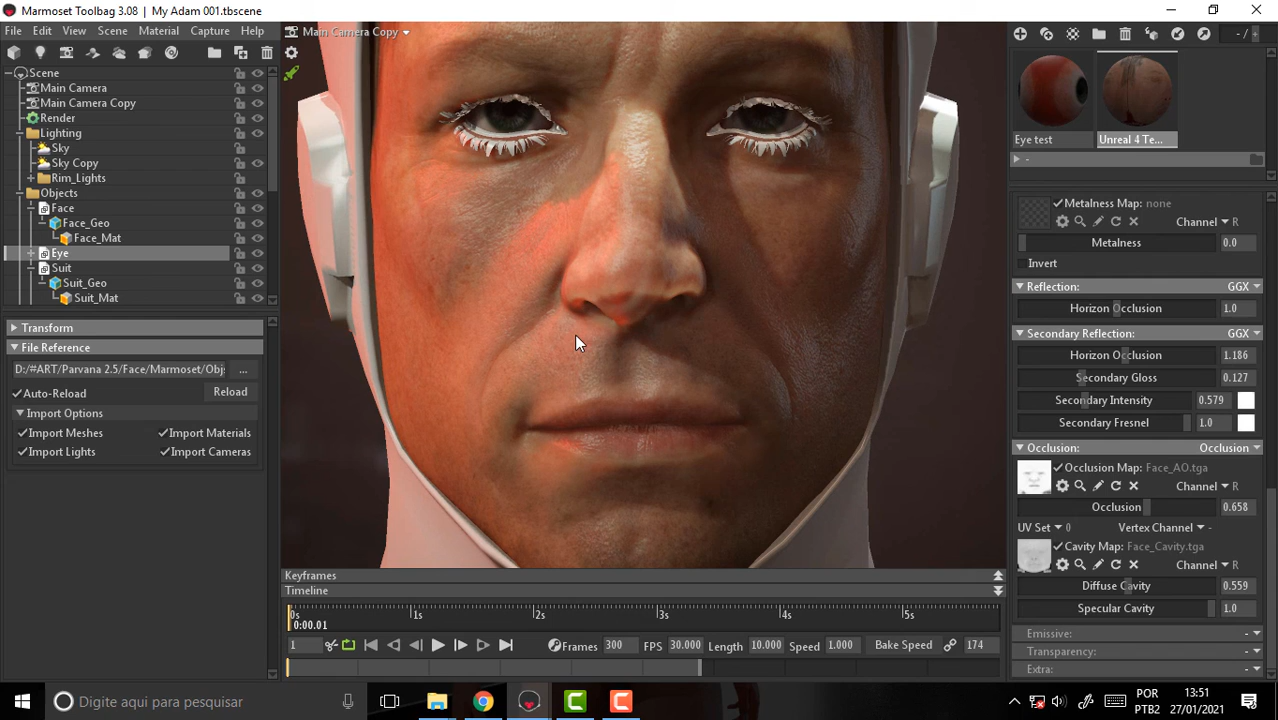 Marmoset Toolbag 3.08 | My Adam 001.tbscene
File Edit View Scene Material Capture Help
Main Camera Copy
- / +
Scene
Main Camera
Main Camera Copy
Render
Lighting
Sky
Sky Copy
Rim_Lights
Objects
Face
Face_Geo
Face_Mat
Eye
Suit
Suit_Geo
Suit_Mat
Transform
File Reference
D:/#ART/Parvana 2.5/Face/Marmoset/Obj
...
Auto-Reload Reload
Import Options
Import Meshes Import Materials
Import Lights Import Cameras
Keyframes
Timeline
0s 1s 2s 3s 4s 5s
0:00.01
1 Frames 300 FPS 30.000 Length 10.000 Speed 1.000 Bake Speed 174
Eye test Unreal 4 Te...
-
Metalness Map: none
Channel R
Metalness 0.0
Invert
Reflection: GGX
Horizon Occlusion 1.0
Secondary Reflection: GGX
Horizon Occlusion 1.186
Secondary Gloss 0.127
Secondary Intensity 0.579
Secondary Fresnel 1.0
Occlusion: Occlusion
Occlusion Map: Face_AO.tga
Channel R
Occlusion 0.658
UV Set 0 Vertex Channel -
Cavity Map: Face_Cavity.tga
Channel R
Diffuse Cavity 0.559
Specular Cavity 1.0
Emissive: -
Transparency: -
Extra: -
Digite aqui para pesquisar
POR
PTB2
13:51
27/01/2021